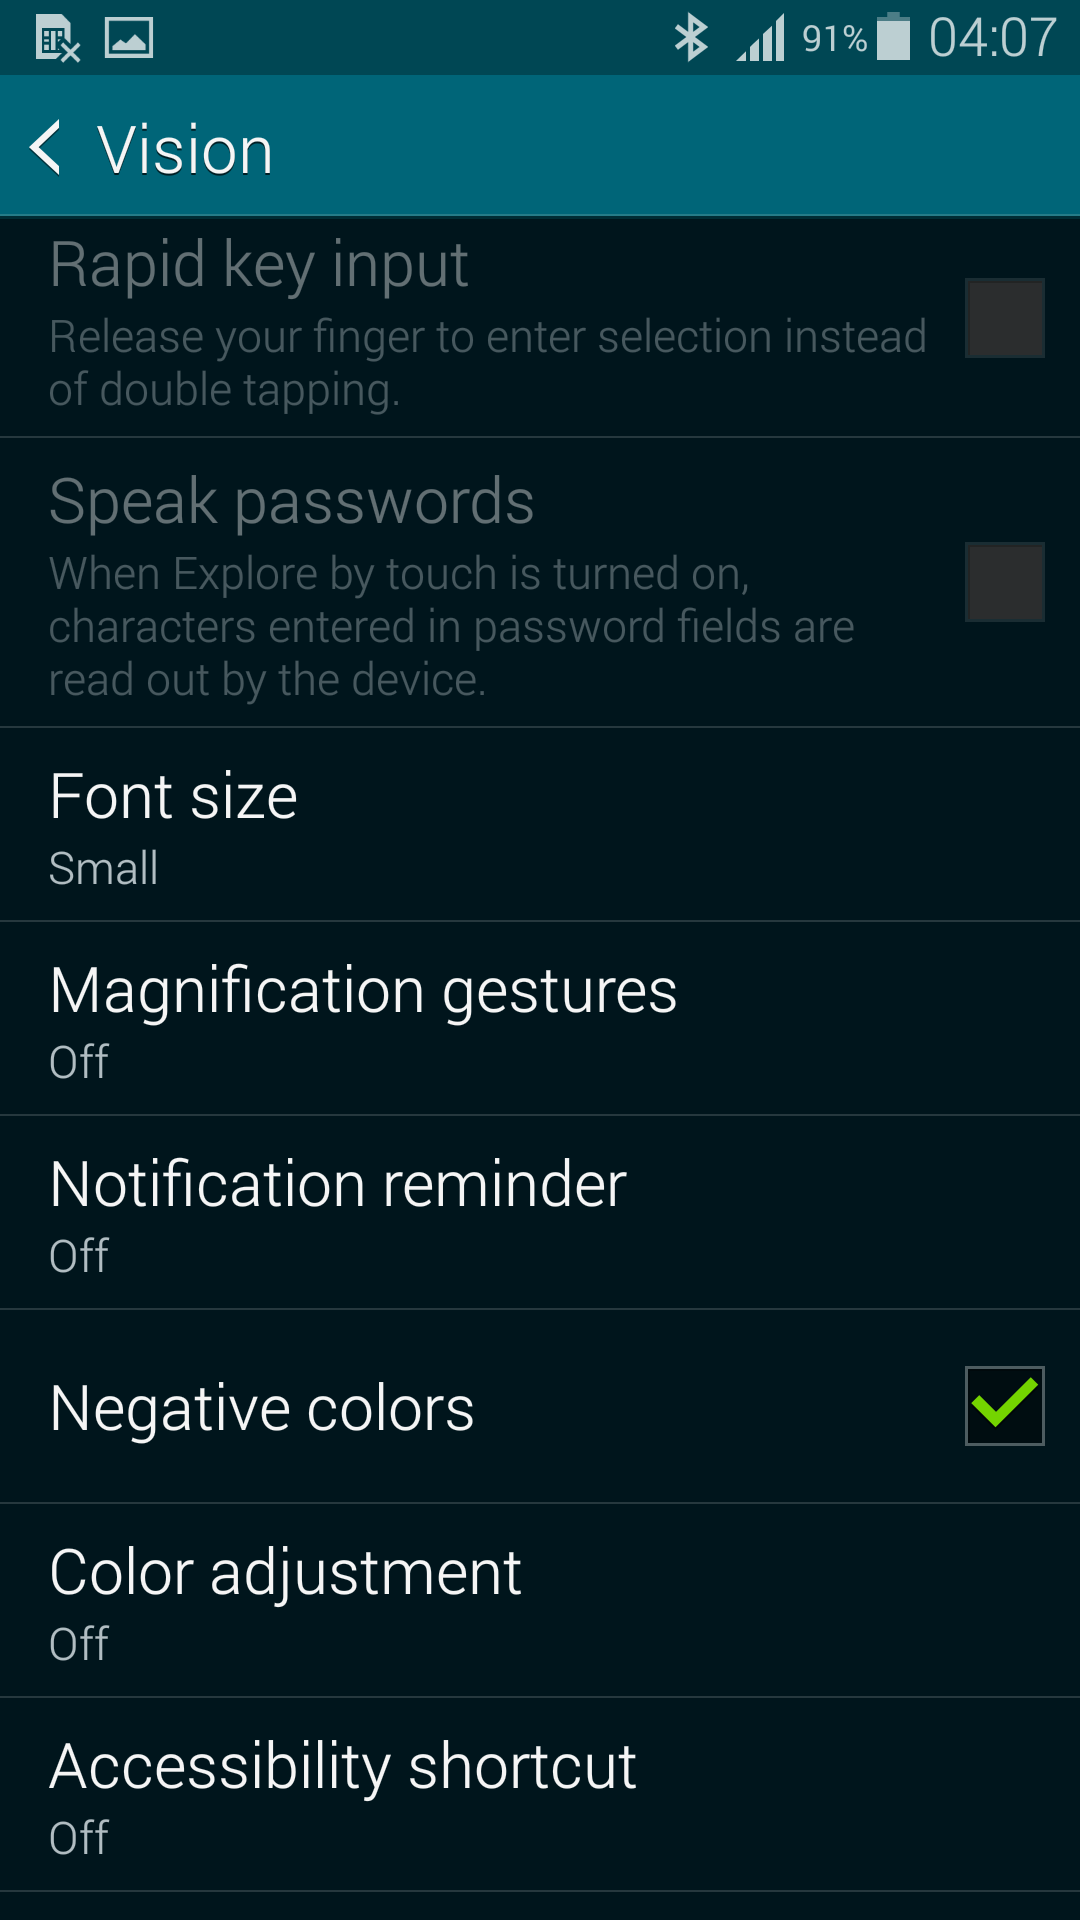 91% 04:07
Vision
Rapid key input
Release your finger to enter selection instead
of double tapping.
Speak passwords
When Explore by touch is turned on,
characters entered in password fields are
read out by the device.
Font size
Small
Magnification gestures
Off
Notification reminder
Off
Negative colors
Color adjustment
Off
Accessibility shortcut
Off